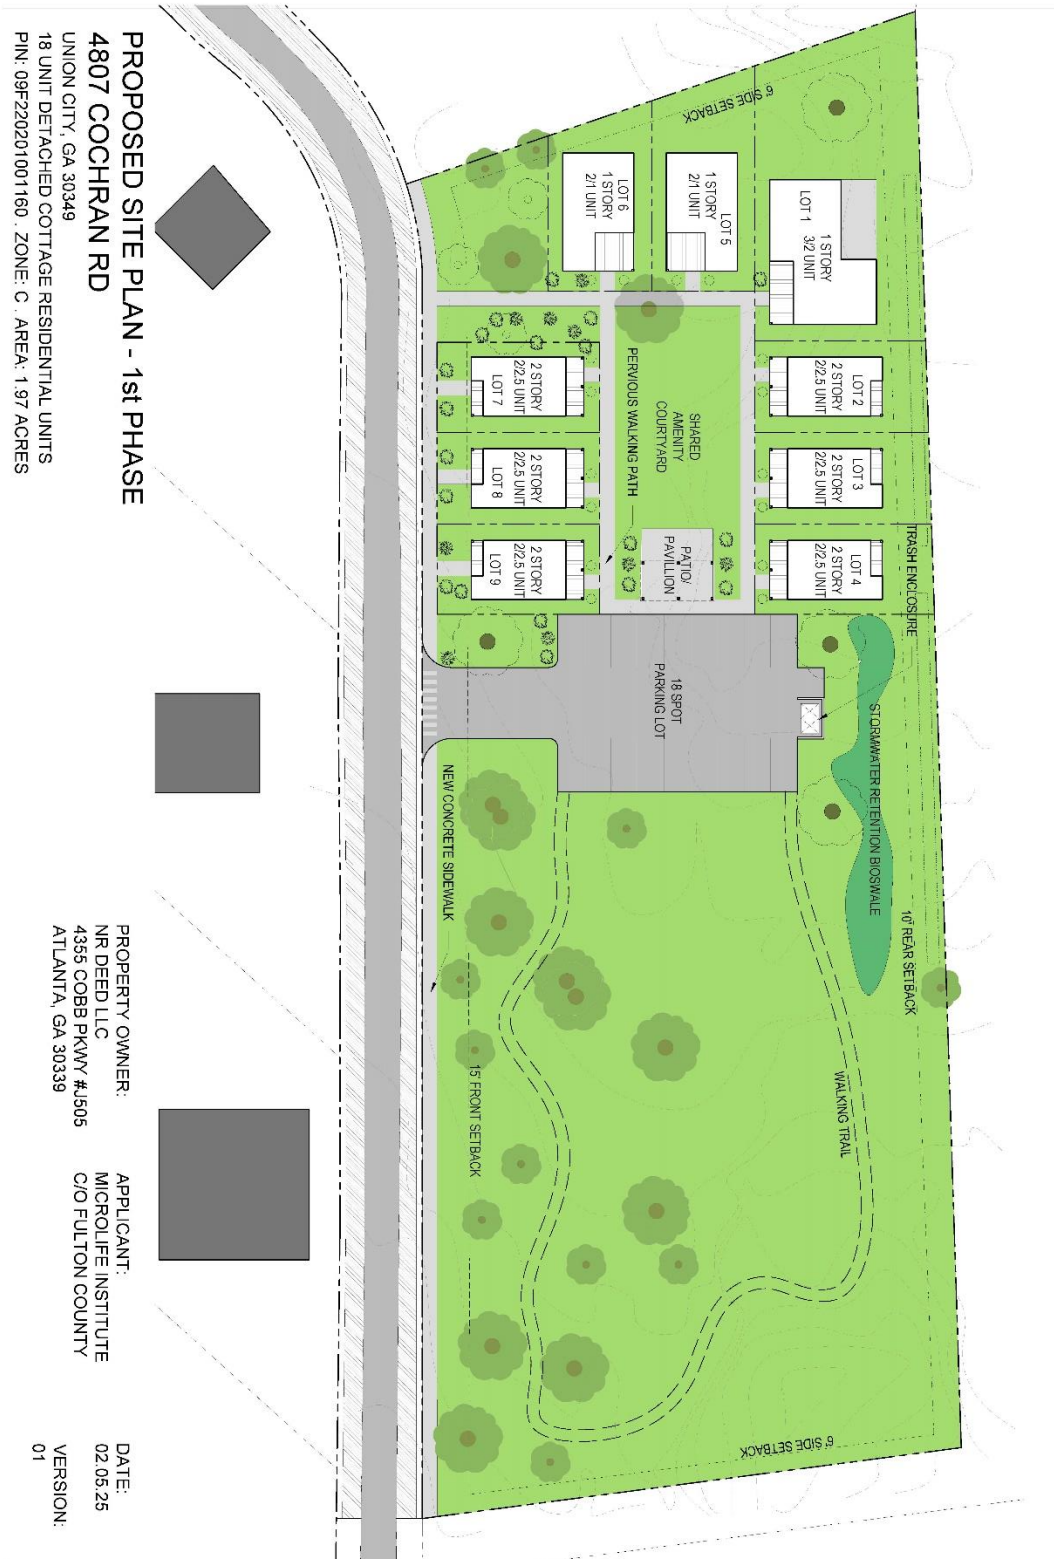 6' SIDE SETBACK
LOT 1
1 STORY
3/2 UNIT
LOT 5
1 STORY
2/1 UNIT
LOT 6
1 STORY
2/1 UNIT
LOT 2
2 STORY
2/2.5 UNIT
LOT 3
2 STORY
2/2.5 UNIT
LOT 4
2 STORY
2/2.5 UNIT
TRASH ENCLOSURE
SHARED
AMENITY
COURTYARD
PERVIOUS WALKING PATH
PATIO/
PAVILLION
2 STORY
2/2.5 UNIT
LOT 7
2 STORY
2/2.5 UNIT
LOT 8
2 STORY
2/2.5 UNIT
LOT 9
18 SPOT
PARKING LOT
STORMWATER RETENTION BIOSWALE
10' REAR SETBACK
NEW CONCRETE SIDEWALK
15' FRONT SETBACK
WALKING TRAIL
6' SIDE SETBACK
PROPOSED SITE PLAN - 1st PHASE
4807 COCHRAN RD
UNION CITY, GA 30349
18 UNIT DETACHED COTTAGE RESIDENTIAL UNITS
PIN: 09F220201001160 . ZONE: C . AREA: 1.97 ACRES
PROPERTY OWNER:
NR DEED LLC
4355 COBB PKWY #J505
ATLANTA, GA 30339
APPLICANT:
MICROLIFE INSTITUTE
C/O FULTON COUNTY
DATE:
02.05.25
VERSION:
01